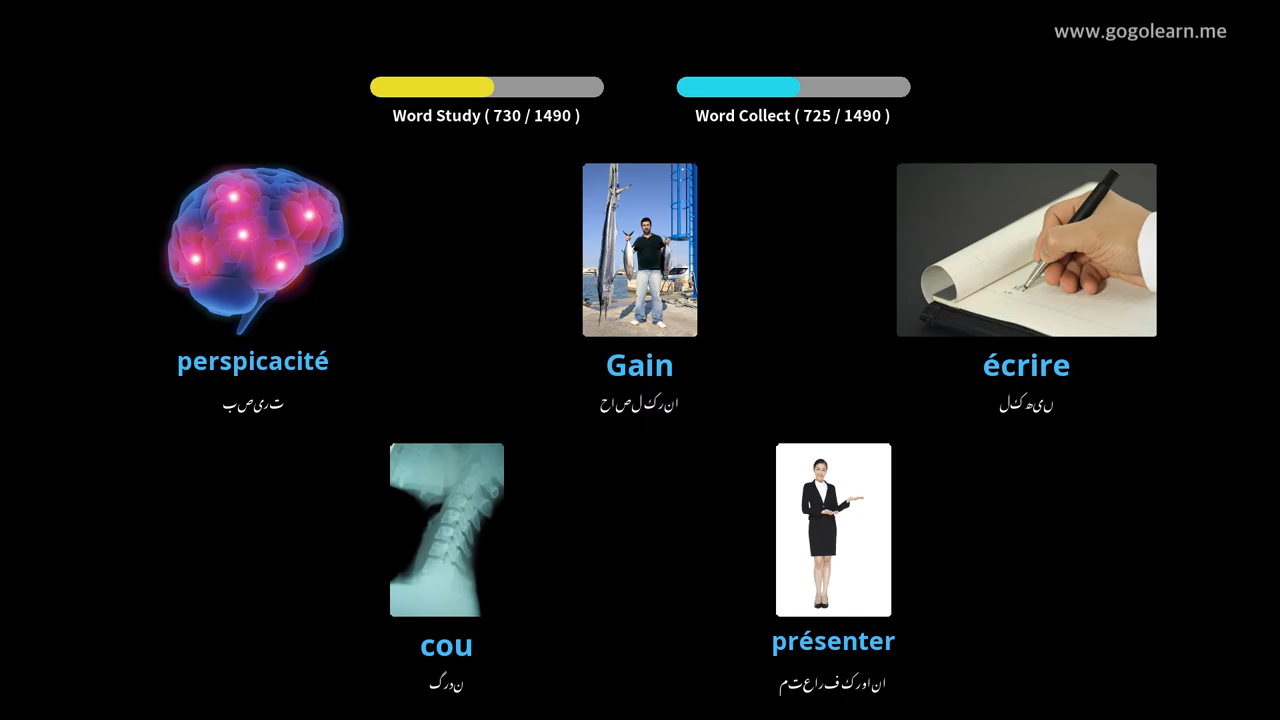 www.gogolearn.me
Word Study ( 730 / 1490 )
Word Collect ( 725 / 1490 )
perspicacité
Gain
écrire
بصیرت
حاصل کرنا
لکھیں
cou
présenter
گردن
متعارف کروانا